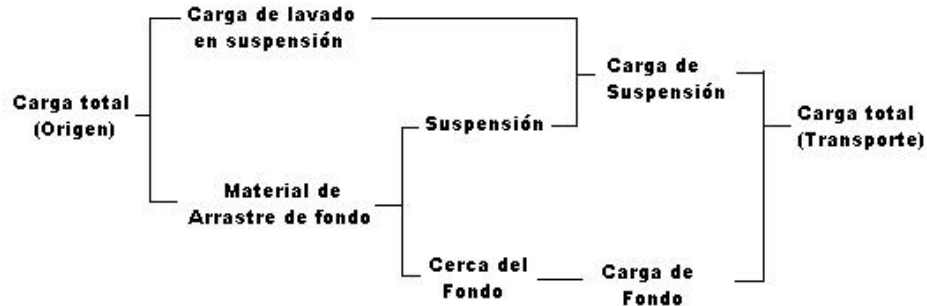 Carga de lavado
en suspensión
Carga total
(Origen)
Material de
Arrastre de fondo
Suspensión
Cerca del
Fondo
Carga de
Suspensión
Carga de
Fondo
Carga total
(Transporte)